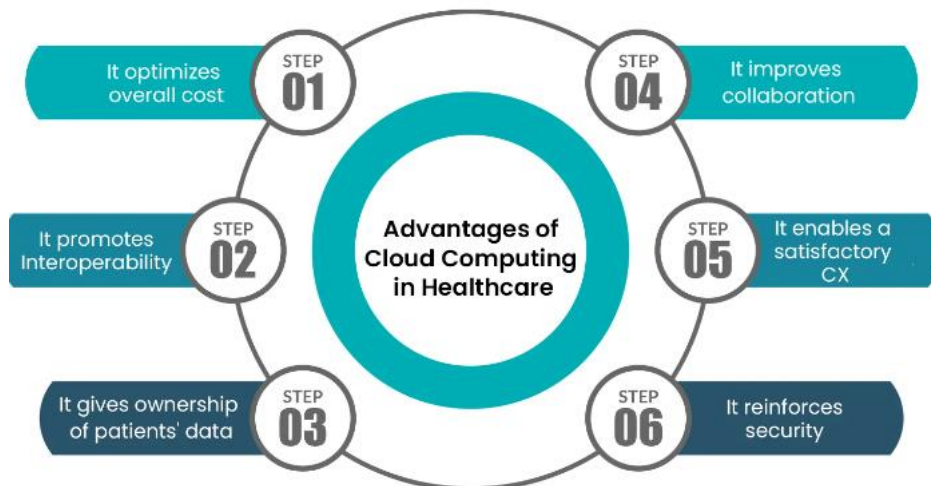 STEP
01
It optimizes
overall cost
STEP
02
It promotes
Interoperability
STEP
03
It gives ownership
of patients' data
Advantages of
Cloud Computing
in Healthcare
STEP
04
It improves
collaboration
STEP
05
It enables a
satisfactory
CX
STEP
06
It reinforces
security